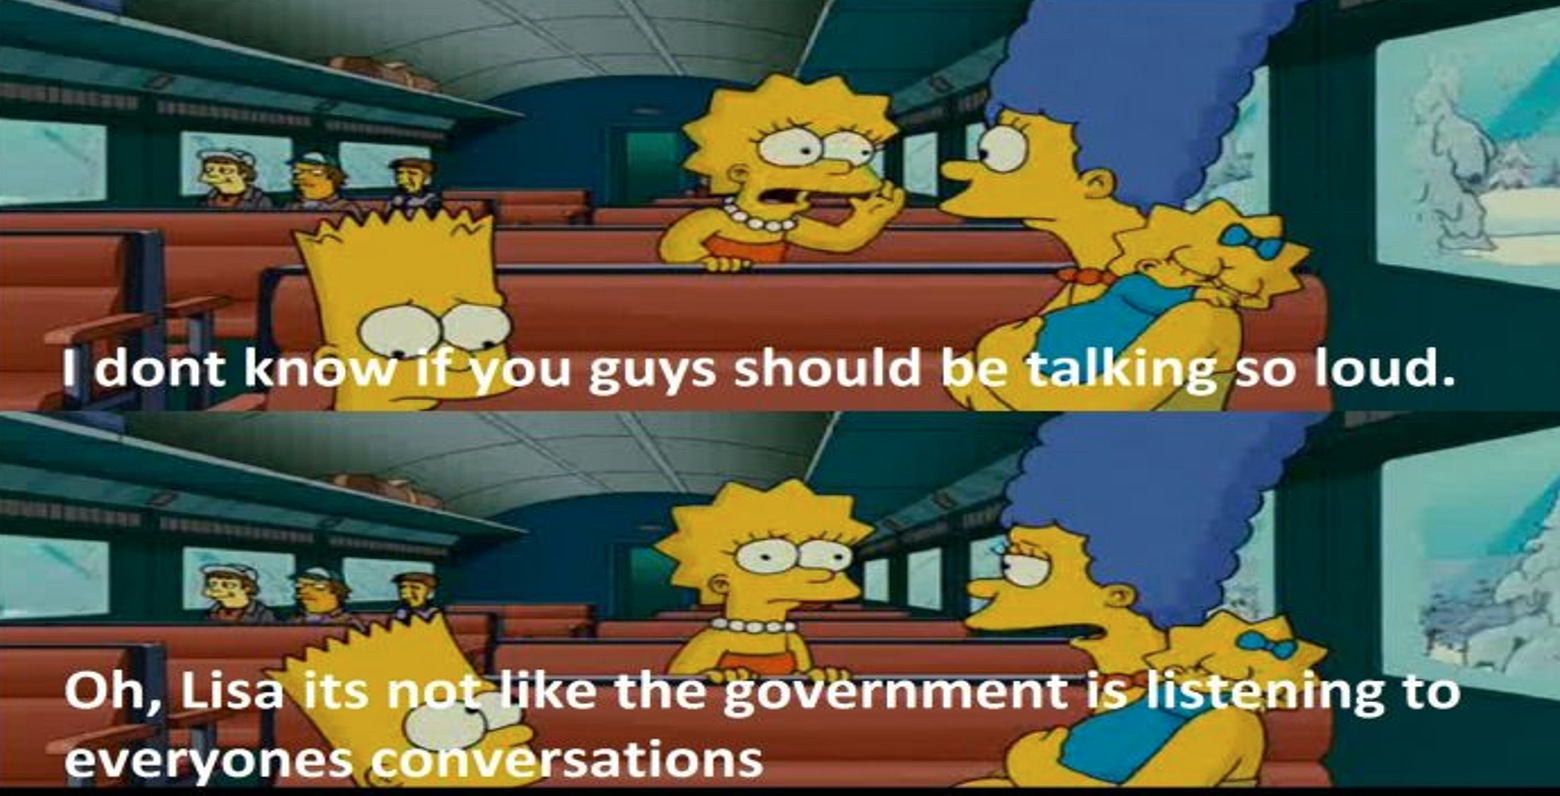 I dont know if you guys should be talking so loud.
Oh, Lisa its not like the government is listening to
everyones conversations